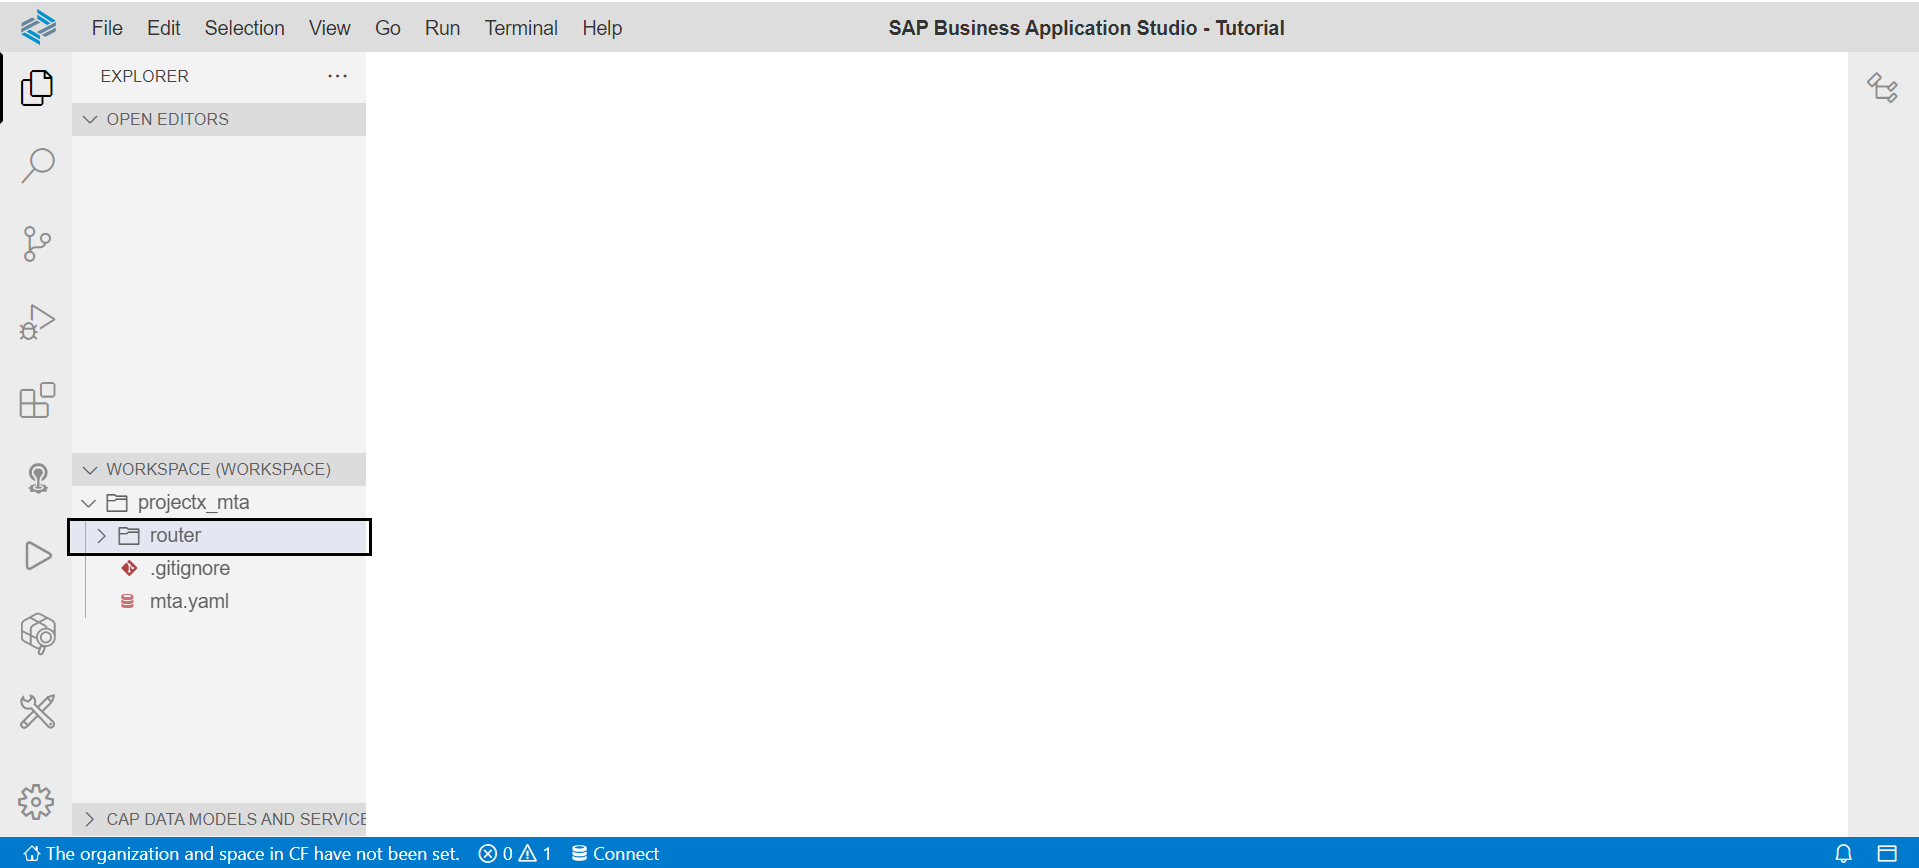 File Edit Selection View Go Run Terminal Help SAP Business Application Studio - Tutorial
EXPLORER
OPEN EDITORS
WORKSPACE (WORKSPACE)
projectx_mta
router
.gitignore
mta.yaml
CAP DATA MODELS AND SERVICE
The organization and space in CF have not been set. 0 1 Connect